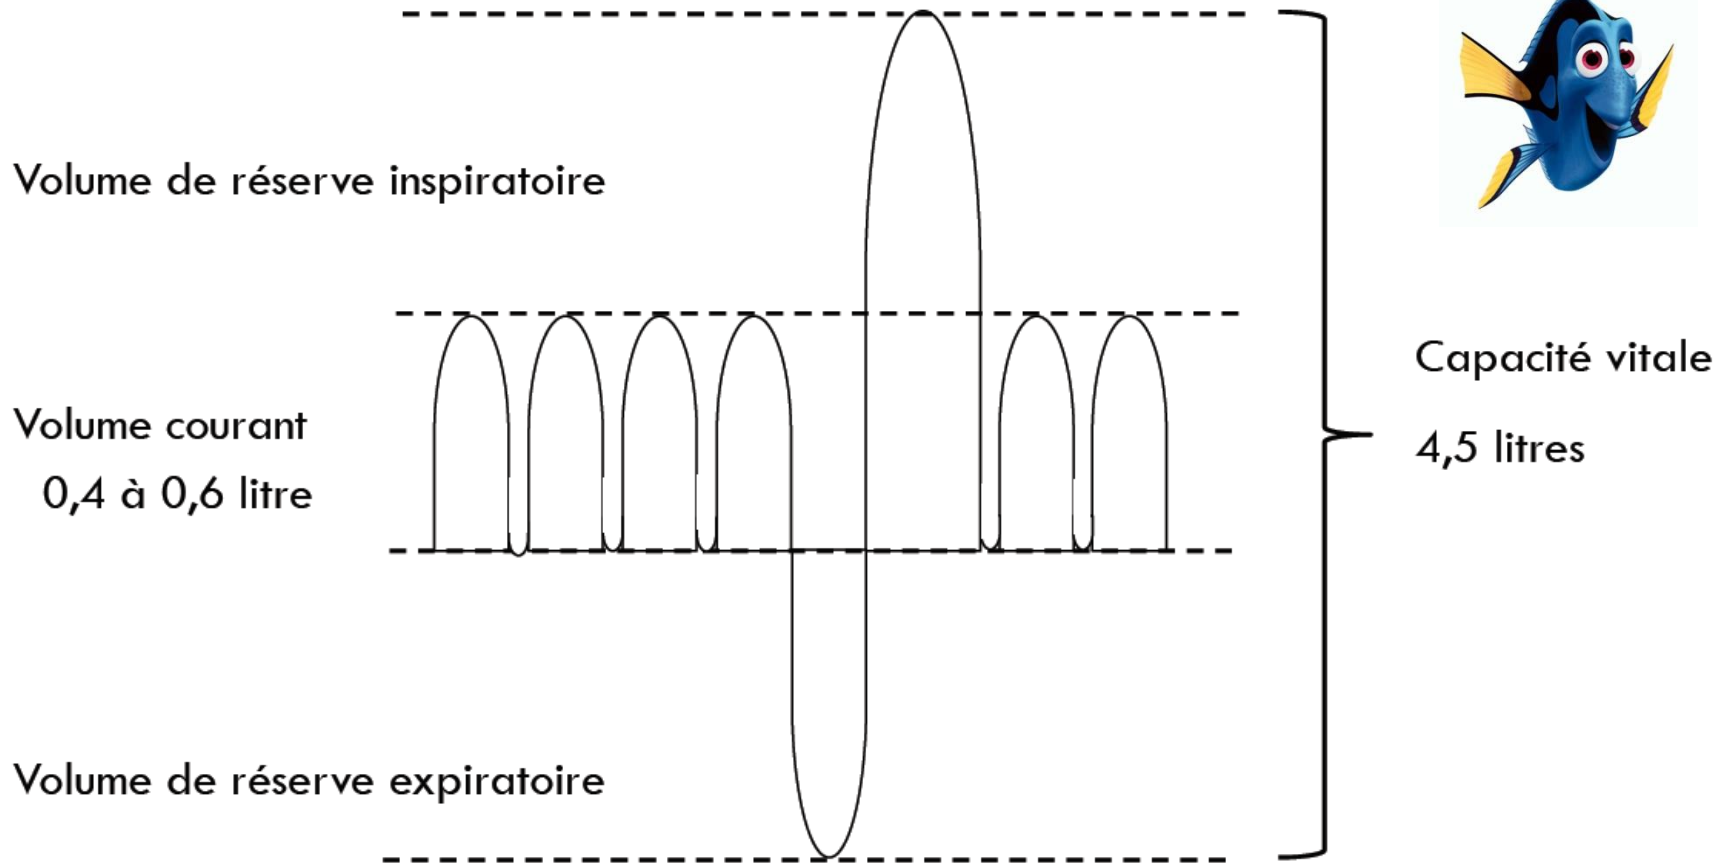 Volume de réserve inspiratoire
Volume courant
0,4 à 0,6 litre
Volume de réserve expiratoire
Capacité vitale
4,5 litres